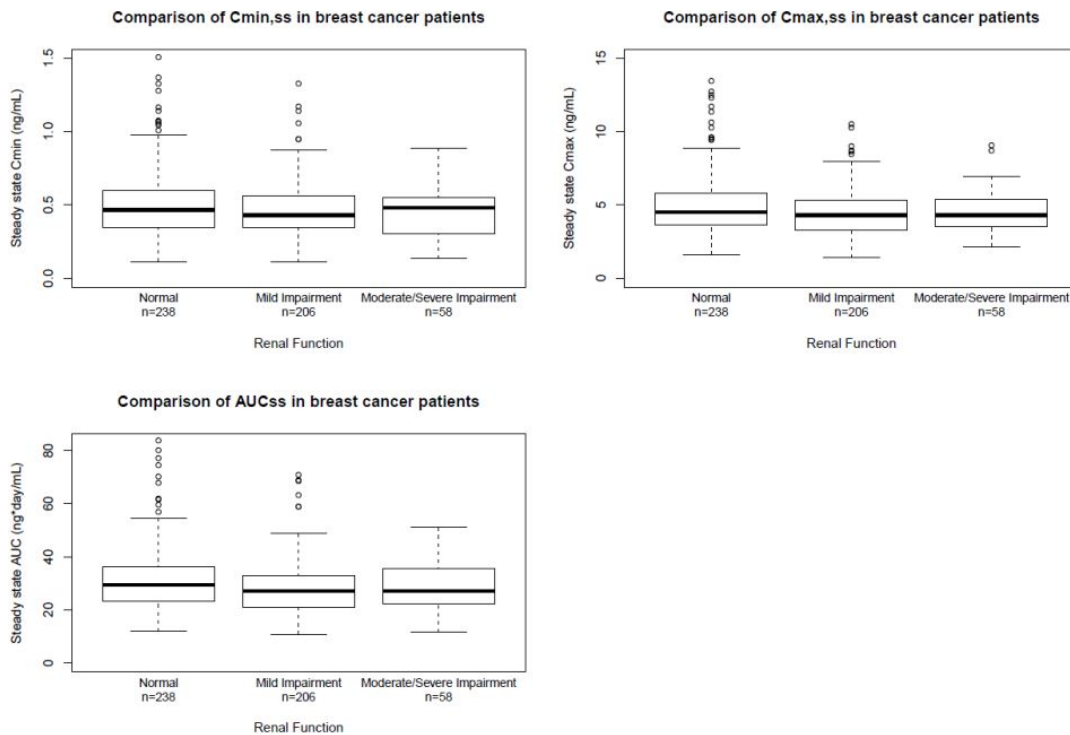 Comparison of Cmin,ss in breast cancer patients
Steady state Cmin (ng/mL)
1.5
1.0
0.5
0.0
Normal Mild Impairment Moderate/Severe Impairment
n=238 n=206 n=58
Renal Function
Comparison of Cmax,ss in breast cancer patients
Steady state Cmax (ng/mL)
15
10
5
0
Normal Mild Impairment Moderate/Severe Impairment
n=238 n=206 n=58
Renal Function
Comparison of AUCss in breast cancer patients
Steady state AUC (ng*day/mL)
80
60
40
20
0
Normal Mild Impairment Moderate/Severe Impairment
n=238 n=206 n=58
Renal Function